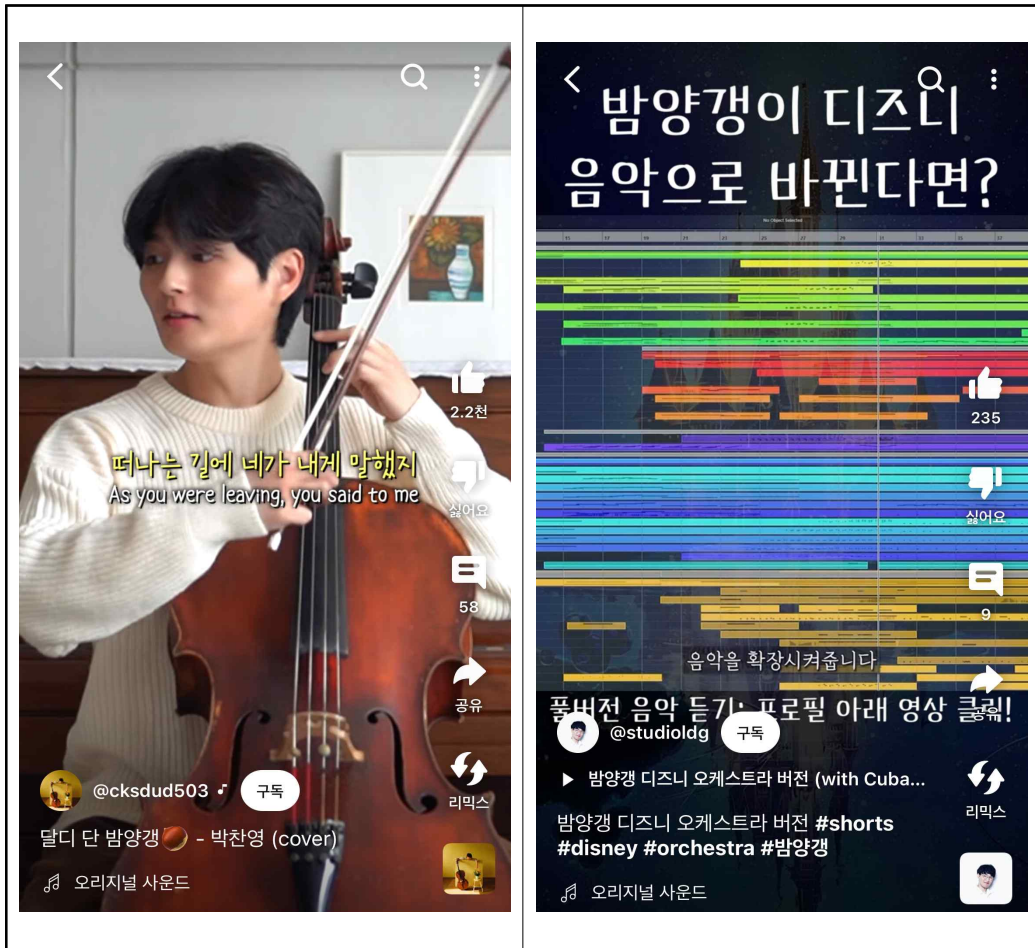 떠나는 길에 네가 내게 말했지
As you were leaving, you said to me
2.2천
싫어요
58
공유
리믹스
@cksdud503
구독
달디 단 밤양갱 - 박찬영 (cover)
오리지널 사운드
밤양갱이 디즈니
음악으로 바뀐다면?
No Object Selected
235
싫어요
9
음악을 확장시켜줍니다
풀버전 음악 듣기: 프로필 아래 영상 클릭!
공유
@studioldg
구독
밤양갱 디즈니 오케스트라 버전 (with Cuba...
리믹스
밤양갱 디즈니 오케스트라 버전 #shorts
#disney #orchestra #밤양갱
오리지널 사운드